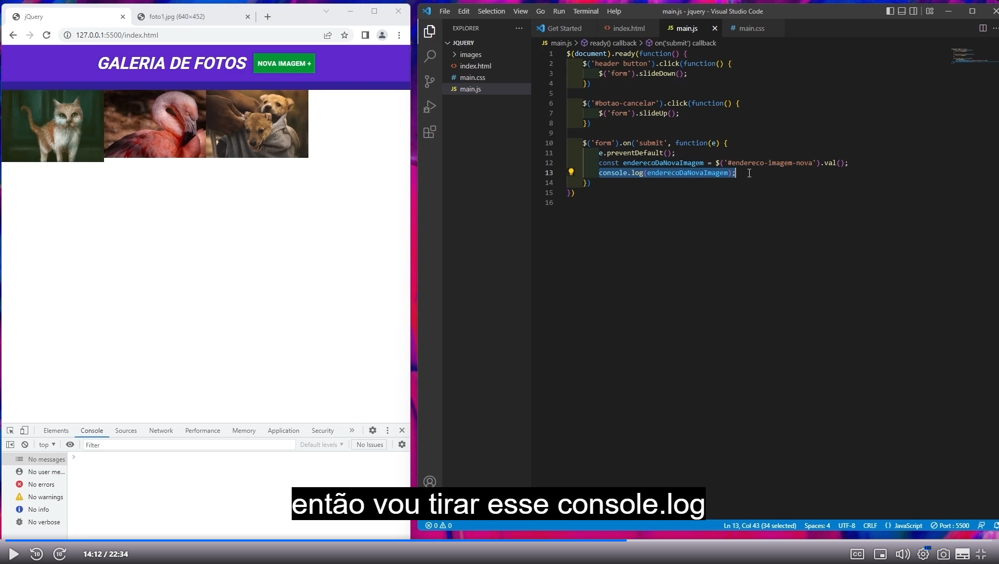 jQuery
foto1.jpg (640×452)
127.0.0.1:5500/index.html
GALERIA DE FOTOS
NOVA IMAGEM +
Elements
Console
Sources
Network
Performance
Memory
Application
Security
top
Filter
Default levels
No Issues
No messages
No user me...
No errors
No warnings
No info
No verbose
File Edit Selection View Go Run Terminal Help
main.js - jquery - Visual Studio Code
EXPLORER
JQUERY
images
index.html
main.css
JS main.js
Get Started
index.html
JS main.js
main.css
JS main.js > ready() callback > on('submit') callback
1 $(document).ready(function() {
2 $('header button').click(function() {
3 $('form').slideDown();
4 })
5
6 $('#botao-cancelar').click(function() {
7 $('form').slideUp();
8 })
9
10 $('form').on('submit', function(e) {
11 e.preventDefault();
12 const enderecoDaNovaImagem = $('#endereco-imagem-nova').val();
13 console.log(enderecoDaNovaImagem);
14 })
15 })
16
então vou tirar esse console.log
0 0
Ln 13, Col 43 (34 selected)
Spaces: 4
UTF-8
CRLF
{} JavaScript
Port : 5500
10
10
14:12 / 22:34
CC
HD